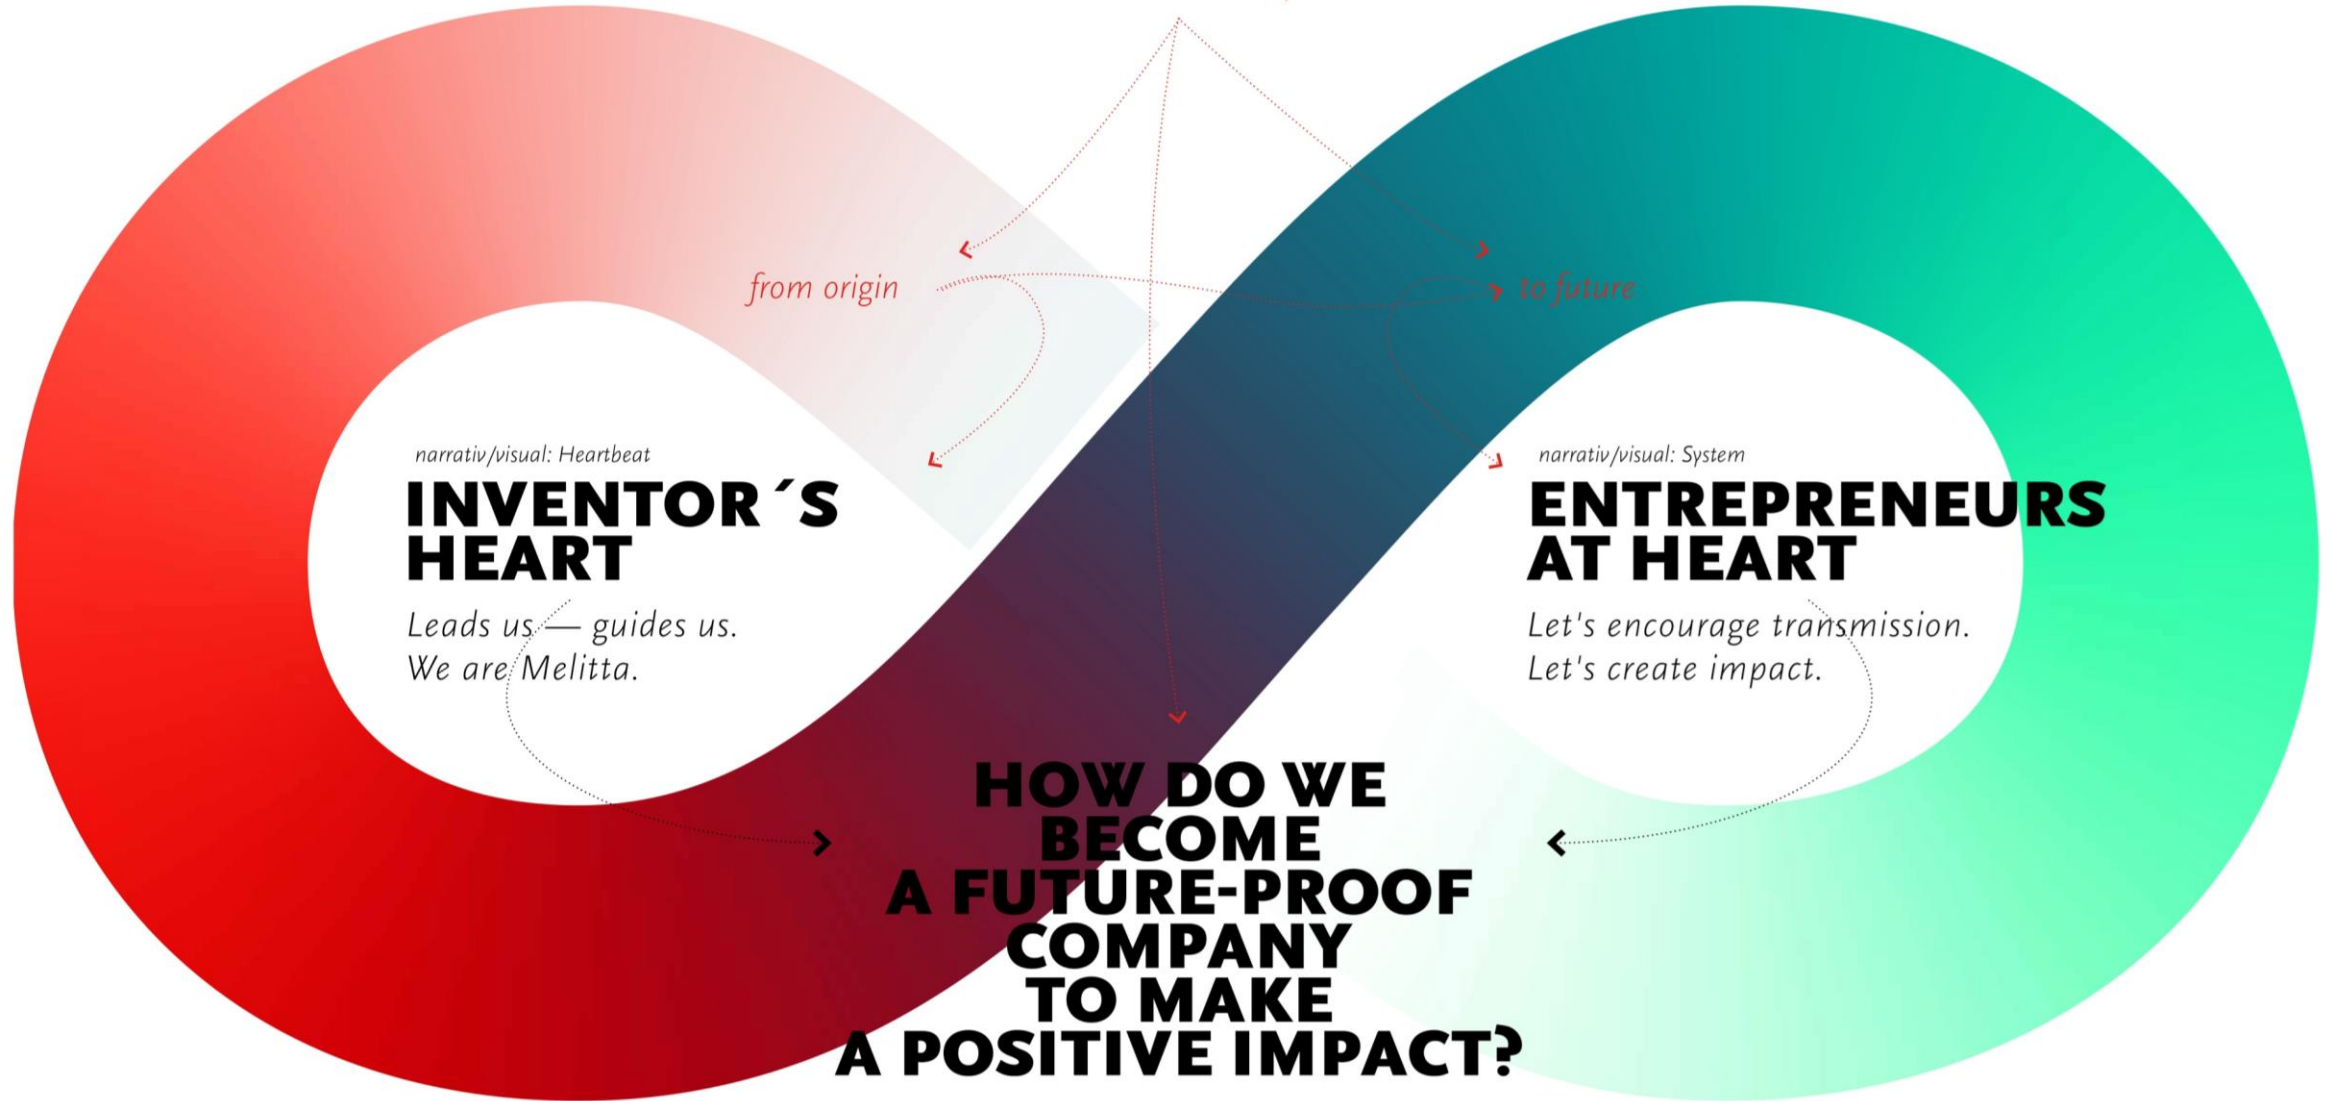 from origin
to future
narrativ/visual: Heartbeat
INVENTOR´S
HEART
Leads us — guides us.
We are Melitta.
narrativ/visual: System
ENTREPRENEURS
AT HEART
Let's encourage transmission.
Let's create impact.
HOW DO WE
BECOME
A FUTURE-PROOF
COMPANY
TO MAKE
A POSITIVE IMPACT?